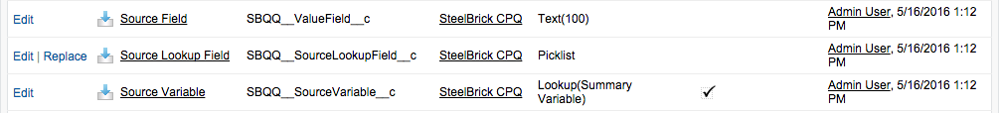 Edit Source Field SBQQ__ValueField__c SteelBrick CPQ Text(100) Admin User, 5/16/2016 1:12 PM
Edit | Replace Source Lookup Field SBQQ__SourceLookupField__c SteelBrick CPQ Picklist Admin User, 5/16/2016 1:12 PM
Edit Source Variable SBQQ__SourceVariable__c SteelBrick CPQ Lookup(Summary Variable) Admin User, 5/16/2016 1:12 PM